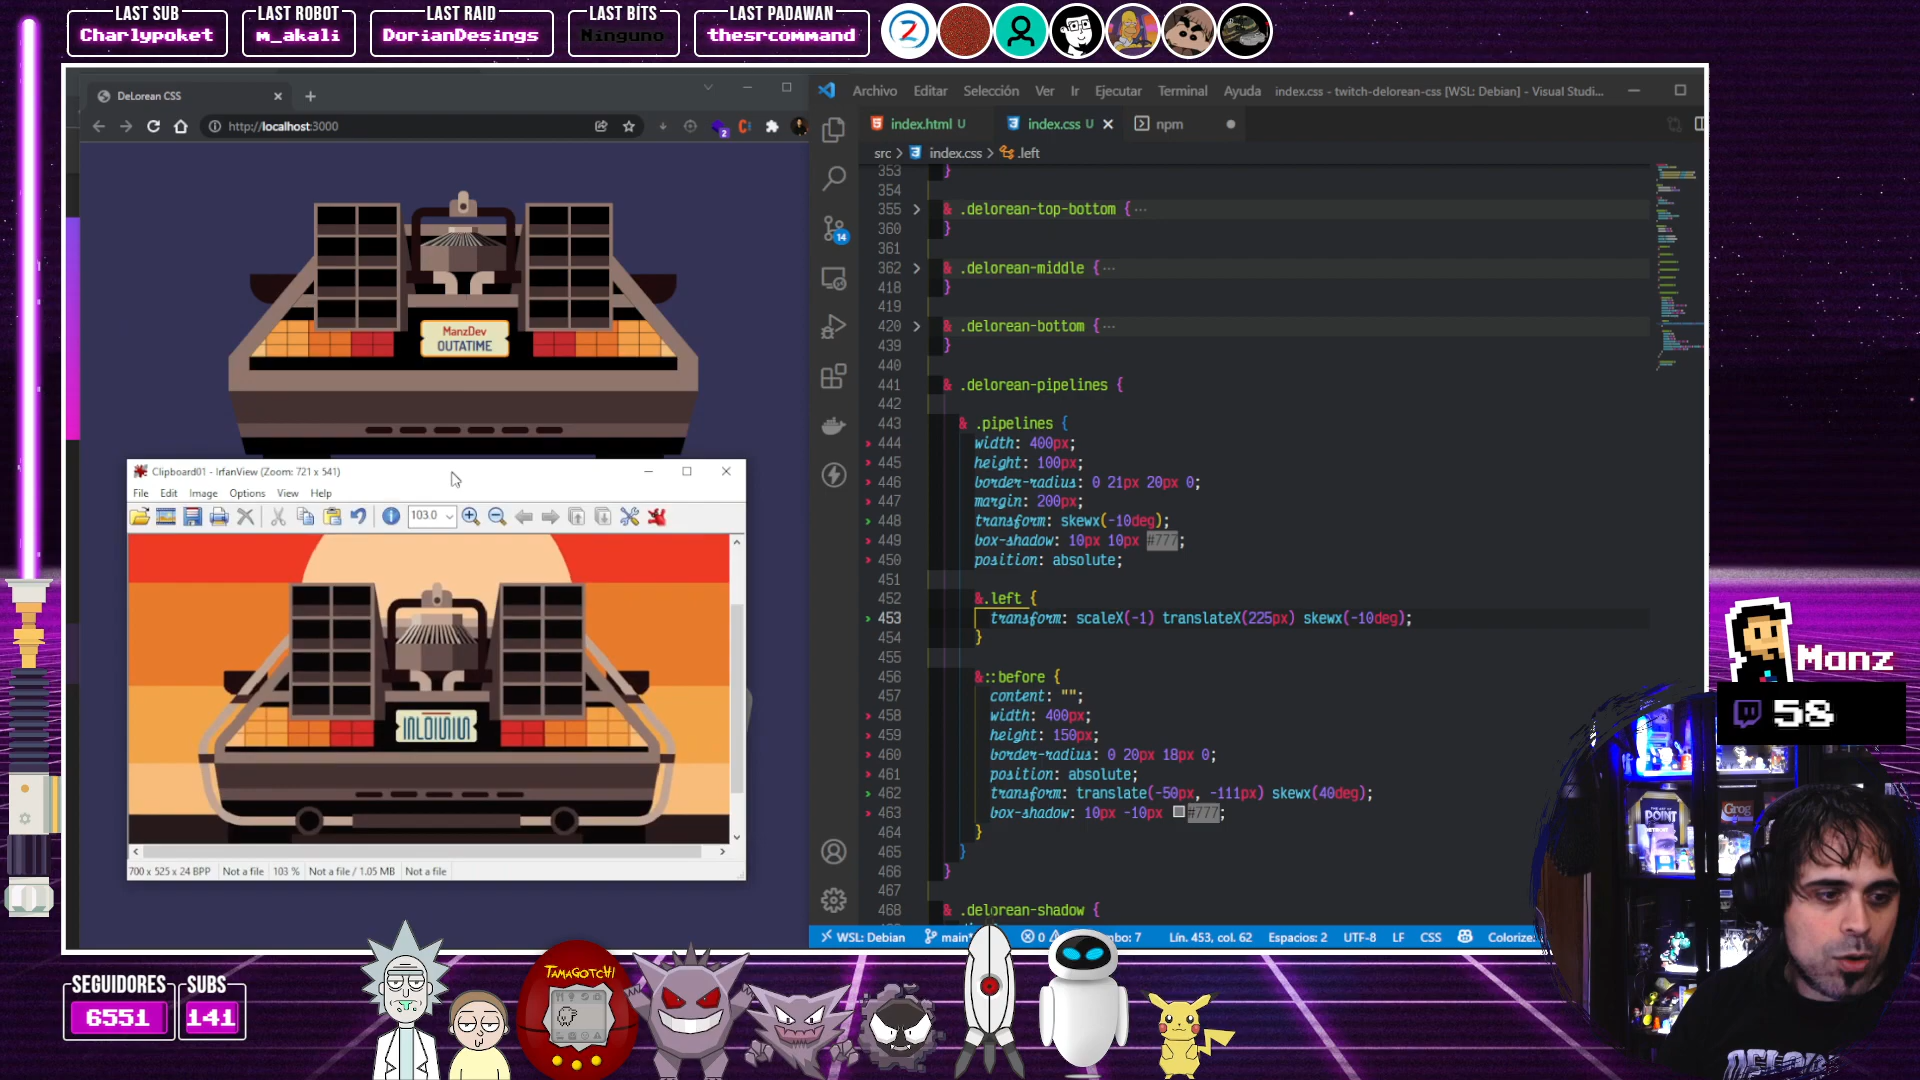 LAST SUB
Charlypoket
LAST ROBOT
m_akali
LAST RAID
DorianDesings
LAST BITS
Ninguno
LAST PADAWAN
thesrcommand
DeLorean CSS
http://localhost:3000
2
ManzDev
OUTATIME
Clipboard01 - IrfanView (Zoom: 721 x 541)
File Edit Image Options View Help
103.0
700 x 525 x 24 BPP Not a file 103 % Not a file / 1.05 MB Not a file
Archivo Editar Selección Ver Ir Ejecutar Terminal Ayuda index.css - twitch-delorean-css [WSL: Debian] - Visual Studi...
index.html U index.css U npm
src > index.css > .left
14
353 }
354
355 & .delorean-top-bottom { ...
360 }
361
362 & .delorean-middle { ...
418 }
419
420 & .delorean-bottom { ...
439 }
440
441 & .delorean-pipelines {
442
443 & .pipelines {
444 width: 400px;
445 height: 100px;
446 border-radius: 0 21px 20px 0;
447 margin: 200px;
448 transform: skewx(-10deg);
449 box-shadow: 10px 10px #777;
450 position: absolute;
451
452 &.left {
453 transform: scaleX(-1) translateX(225px) skewx(-10deg);
454 }
455
456 &::before {
457 content: "";
458 width: 400px;
459 height: 150px;
460 border-radius: 0 20px 18px 0;
461 position: absolute;
462 transform: translate(-50px, -111px) skewx(40deg);
463 box-shadow: 10px -10px #777;
464 }
465 }
466 }
467
468 & .delorean-shadow {
WSL: Debian main* 0 Lín. 453, col. 62 Espacios: 2 UTF-8 LF CSS Colorize:
Manz
58
POINT
Grog
SEGUIDORES
6551
SUBS
141
TAMAGOTCHI